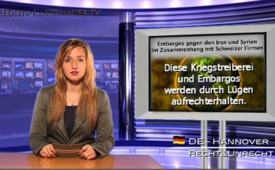 Embargos gegen den Iran und Syrien
im Zusammenhang mit Schweizer Firmen
Diese Kriegstreiberei
und Embargos
werden durch Lügen
aufrechterhalten.
DE - Hannover
Recht&Unrecht